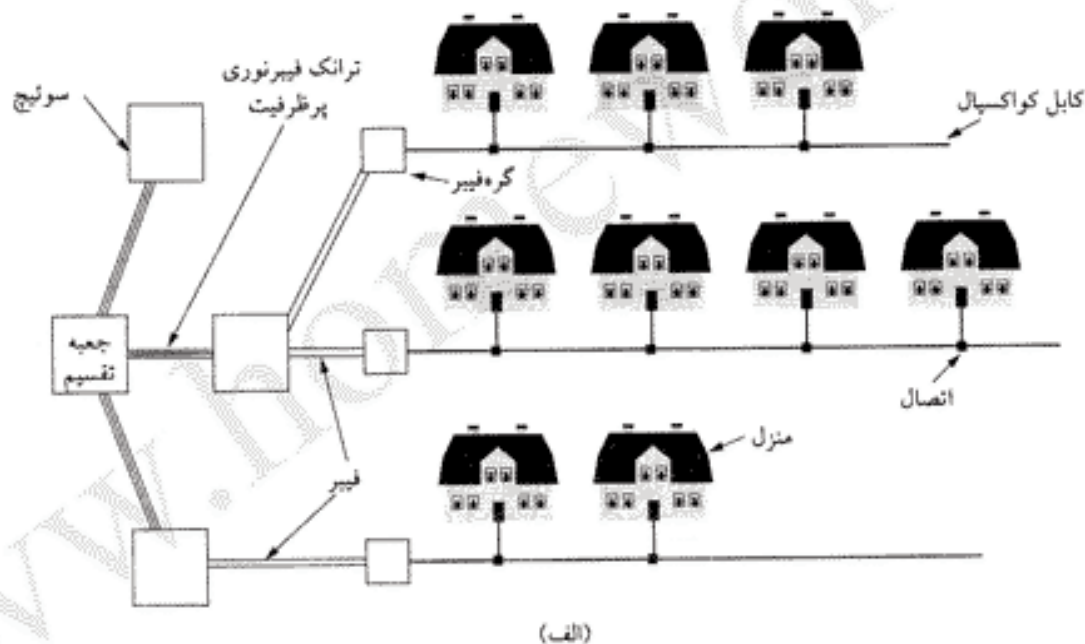 ترانک فیبرنوری
پرظرفیت
سوئیچ
کابل کواکسیال
گره‌فیبر
جعبه
تقسیم
اتصال
منزل
فیبر
(الف)